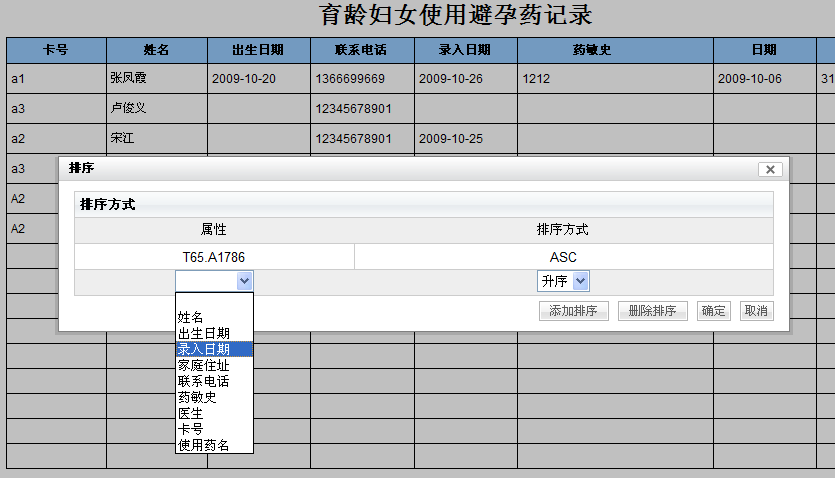 育龄妇女使用避孕药记录
卡号 姓名 出生日期 联系电话 录入日期 药敏史 日期
a1 张凤霞 2009-10-20 1366699669 2009-10-26 1212 2009-10-06 31
a3 卢俊义 12345678901
a2 宋江 12345678901 2009-10-25
a3
A2
A2
排序
排序方式
属性 排序方式
T65.A1786 ASC
升序
添加排序 删除排序 确定 取消
姓名
出生日期
录入日期
家庭住址
联系电话
药敏史
医生
卡号
使用药名